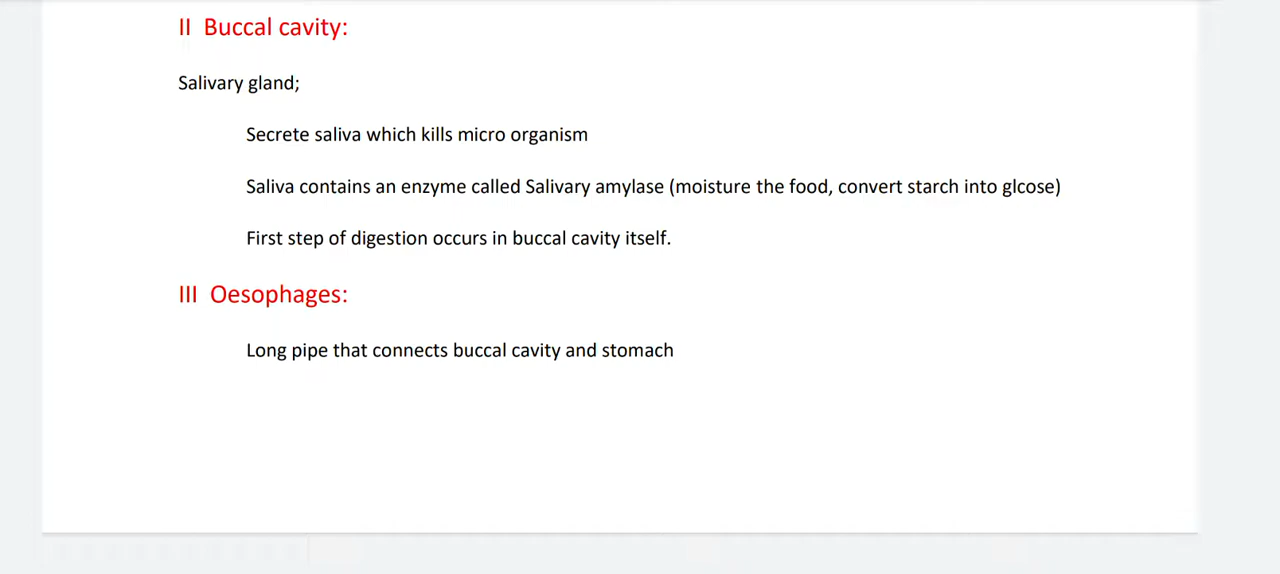 II Buccal cavity:
Salivary gland;
Secrete saliva which kills micro organism
Saliva contains an enzyme called Salivary amylase (moisture the food, convert starch into glcose)
First step of digestion occurs in buccal cavity itself.
III Oesophages:
Long pipe that connects buccal cavity and stomach